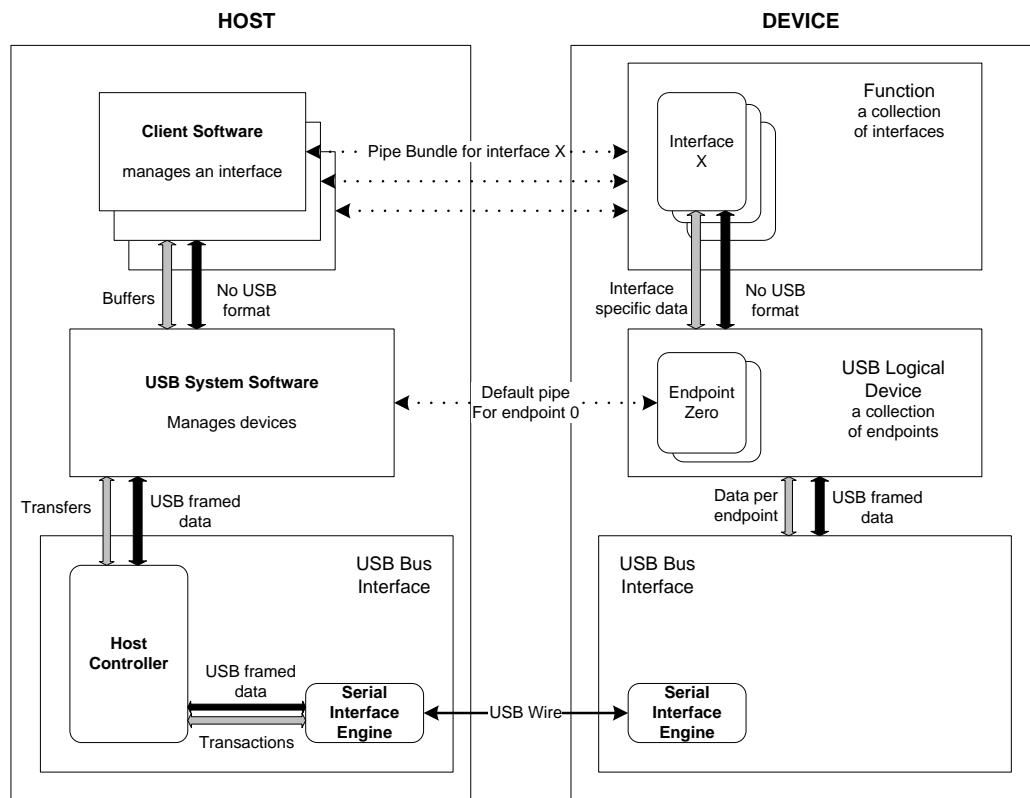 HOST
DEVICE
Client Software
manages an interface
Pipe Bundle for interface X
Interface
X
Function
a collection
of interfaces
Buffers
No USB
format
Interface
specific data
No USB
format
USB System Software
Manages devices
Default pipe
For endpoint 0
Endpoint
Zero
USB Logical
Device
a collection
of endpoints
Transfers
USB framed
data
Data per
endpoint
USB framed
data
USB Bus
Interface
USB Bus
Interface
Host
Controller
USB framed
data
Transactions
Serial
Interface
Engine
USB Wire
Serial
Interface
Engine